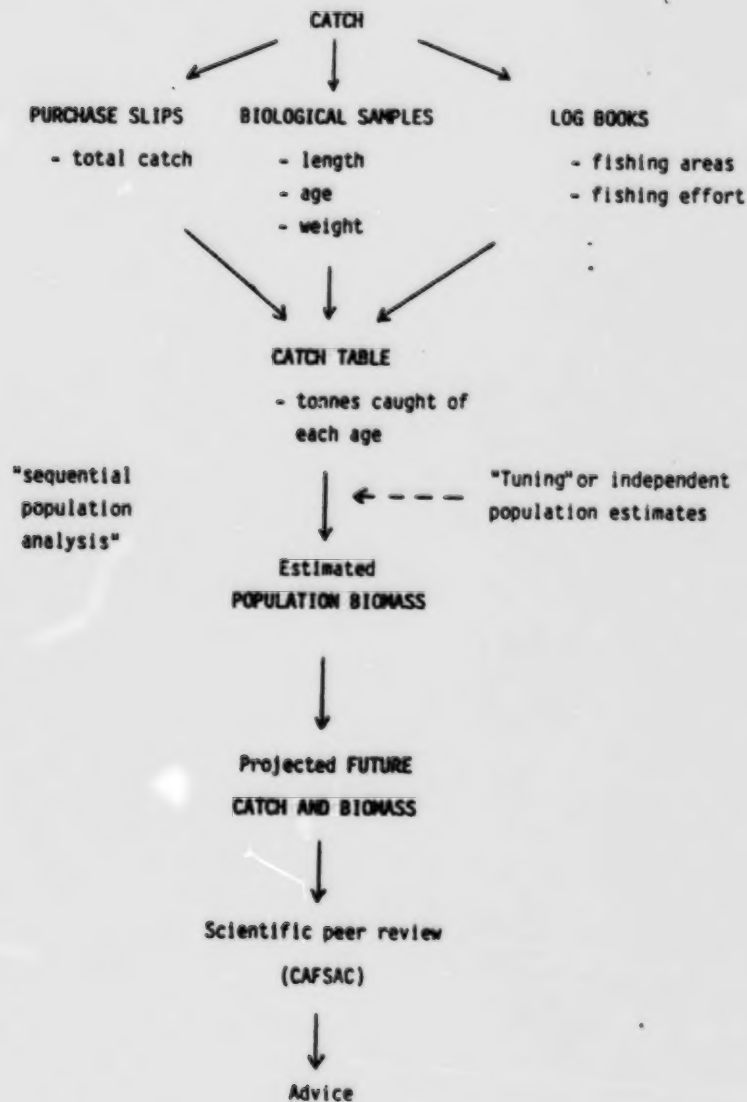 CATCH
PURCHASE SLIPS BIOLOGICAL SAMPLES LOG BOOKS
- total catch - length - fishing areas
- age - fishing effort
- weight
CATCH TABLE
- tonnes caught of
each age
"sequential
population
analysis"
"Tuning" or independent
population estimates
Estimated
POPULATION BIOMASS
Projected FUTURE
CATCH AND BIOMASS
Scientific peer review
(CAFSAC)
Advice